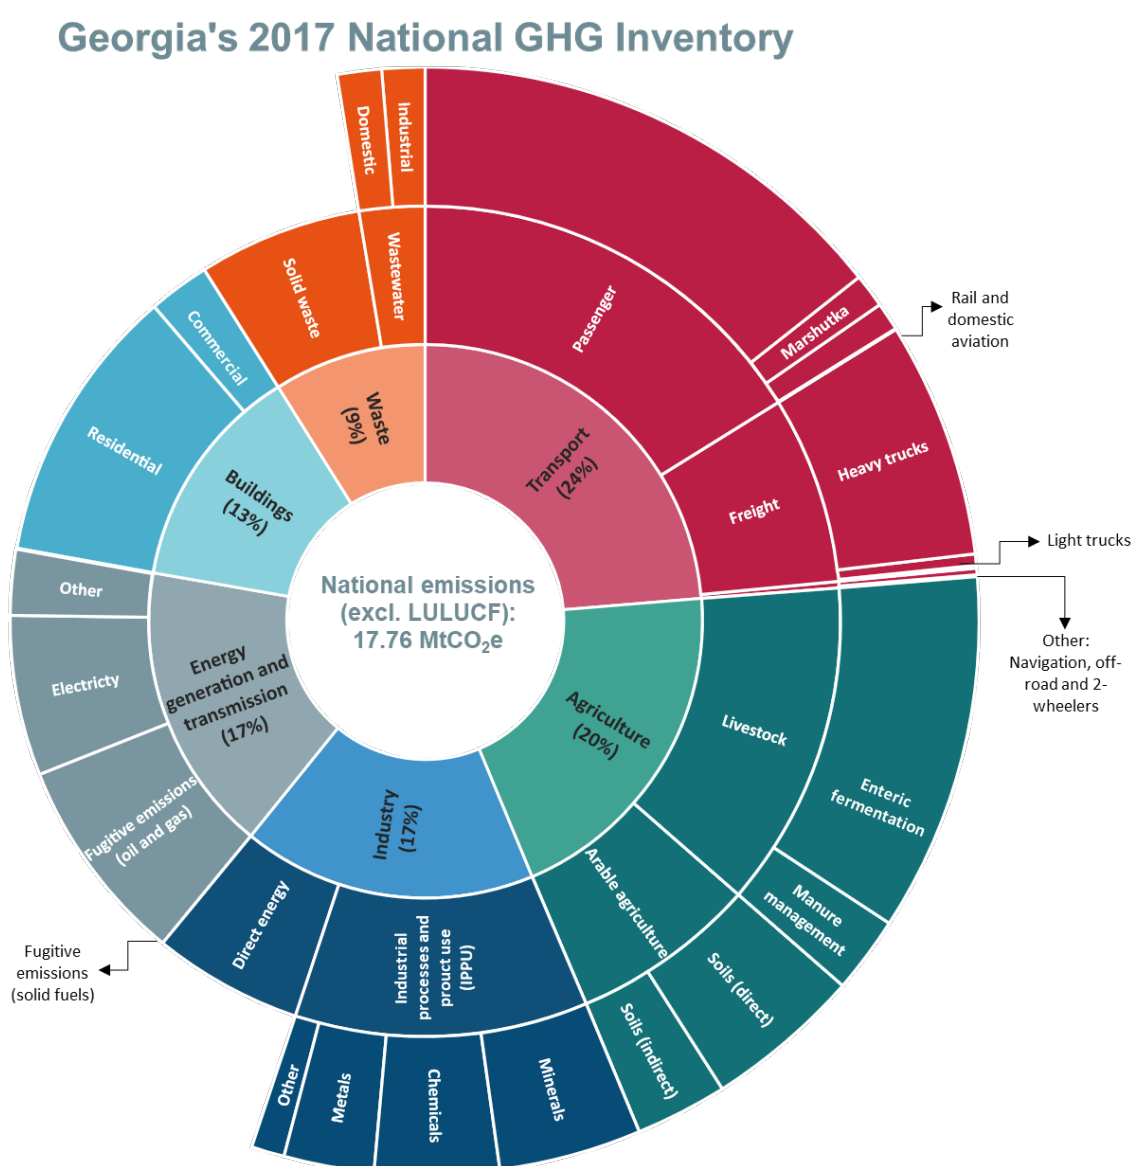 Georgia's 2017 National GHG Inventory
Domestic
Industrial
Wastewater
Solid waste
Waste
(9%)
Commercial
Residential
Buildings
(13%)
Passenger
Marshutka
Rail and
domestic
aviation
Transport
(24%)
Freight
Heavy trucks
Light trucks
Other:
Navigation, off-
road and 2-
wheelers
National emissions
(excl. LULUCF):
17.76 MtCO₂e
Other
Electricty
Energy
generation and
transmission
(17%)
Fugitive emissions
(oil and gas)
Fugitive
emissions
(solid fuels)
Agriculture
(20%)
Livestock
Enteric
fermentation
Manure
management
Arable agriculture
Soils (direct)
Soils (indirect)
Industry
(17%)
Direct energy
Industrial
processes and
prouct use
(IPPU)
Other
Metals
Chemicals
Minerals